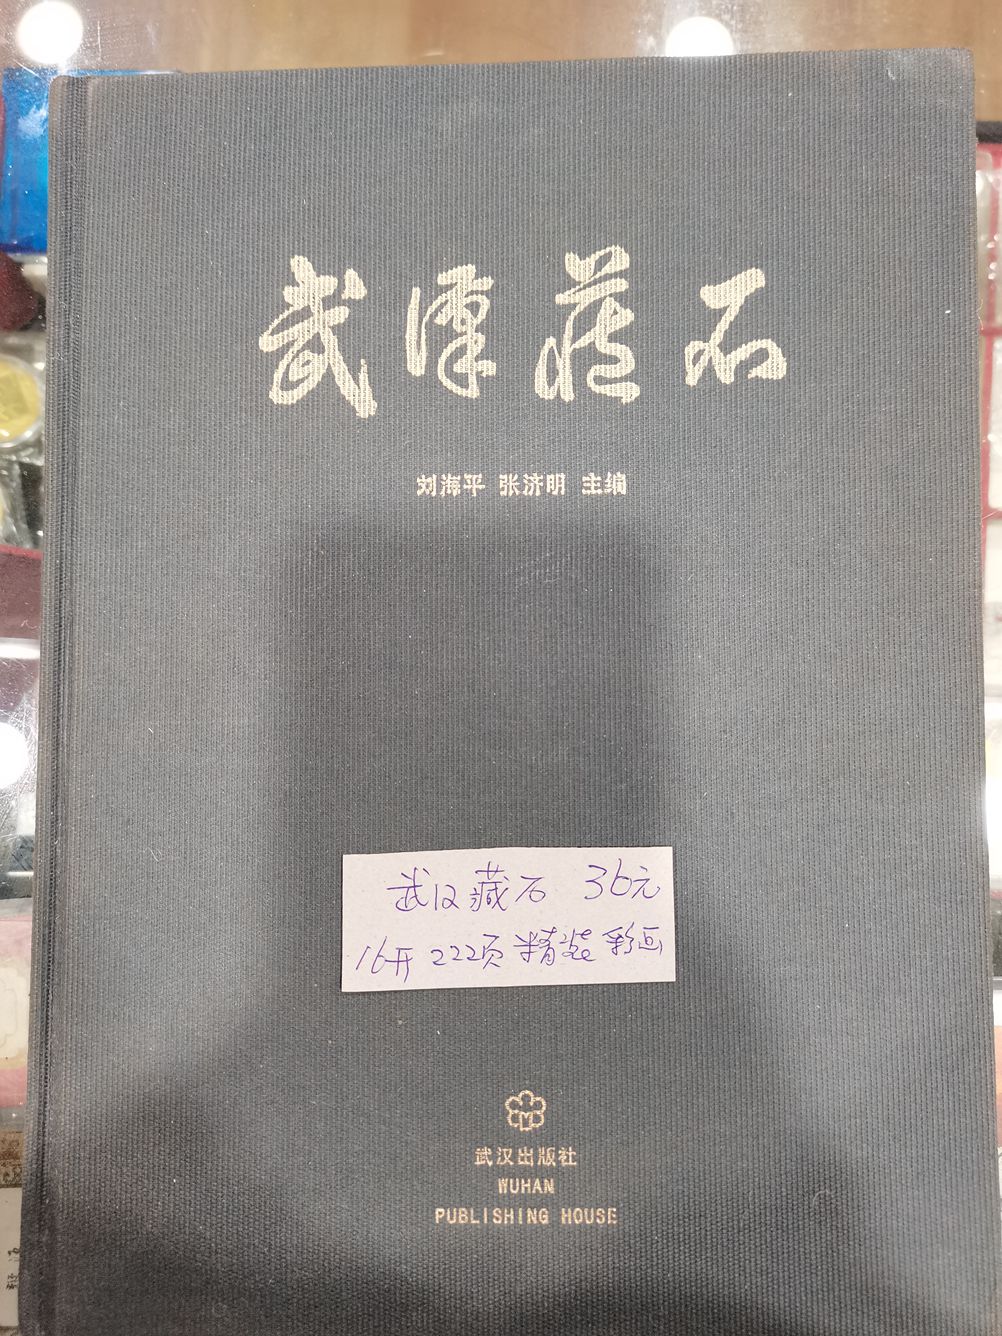 武漢藏石
刘海平 张济明 主编
武汉藏石 36元
16开 222页 精装 彩画
武汉出版社
WUHAN
PUBLISHING HOUSE